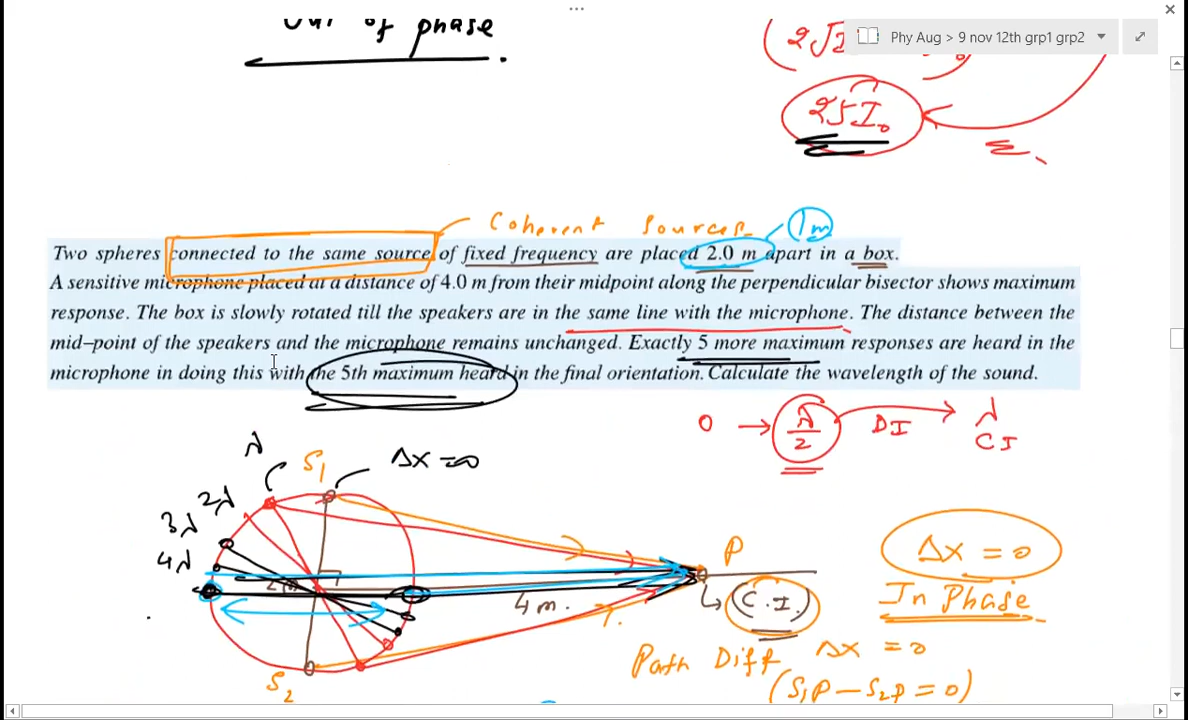 Out of phase
Phy Aug > 9 nov 12th grp1 grp2
25I₀
Coherent Sources
1m
Two spheres connected to the same source of fixed frequency are placed 2.0 m apart in a box.
A sensitive microphone placed at a distance of 4.0 m from their midpoint along the perpendicular bisector shows maximum
response. The box is slowly rotated till the speakers are in the same line with the microphone. The distance between the
mid–point of the speakers and the microphone remains unchanged. Exactly 5 more maximum responses are heard in the
microphone in doing this with the 5th maximum heard in the final orientation. Calculate the wavelength of the sound.
0 → λ/2 DI → λ
CI
λ
S₁
Δx = 0
2λ
3λ
4λ
P
Δx = 0
2m
4m.
(C.I.)
In Phase
Path Diff Δx = 0
S₂
(S₁P – S₂P = 0)